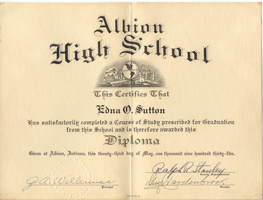 Albion
High School
This Certifies That
Edna O. Sutton
has satisfactorily completed a Course of Study prescribed for Graduation
from this School and is therefore awarded this
Diploma
Given at Albion, Indiana, this twenty-third day of May, one thousand nine hundred thirty-five.
Ralph R. Stanley